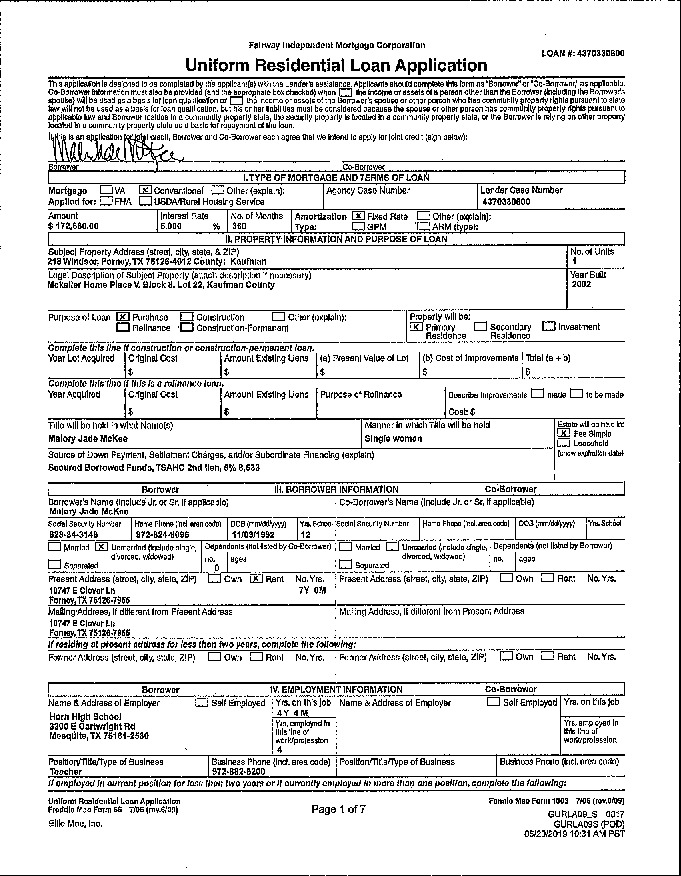 Fairway Independent Mortgage Corporation
LOAN #: 4370330600
Uniform Residential Loan Application
This application is designed to be completed by the applicant(s) with the Lender's assistance. Applicants should complete this form as "Borrower" or "Co-Borrower," as applicable.
Co-Borrower information must also be provided (and the appropriate box checked) when the income or assets of a person other than the Borrower (including the Borrower's
spouse) will be used as a basis for loan qualification or the income or assets of the Borrower's spouse or other person who has community property rights pursuant to state
law will not be used as a basis for loan qualification, but his or her liabilities must be considered because the spouse or other person has community property rights pursuant to
applicable law and Borrower resides in a community property state, the security property is located in a community property state, or the Borrower is relying on other property
located in a community property state as a basis for repayment of the loan.
If this is an application for joint credit, Borrower and Co-Borrower each agree that we intend to apply for joint credit (sign below):
Borrower Co-Borrower
I. TYPE OF MORTGAGE AND TERMS OF LOAN
Mortgage VA X Conventional Other (explain): Agency Case Number Lender Case Number
Applied for: FHA USDA/Rural Housing Service 4370330600
Amount Interest Rate No. of Months Amortization X Fixed Rate Other (explain):
$ 5.000 % 360 Type: GPM ARM (type):
II. PROPERTY INFORMATION AND PURPOSE OF LOAN
Subject Property Address (street, city, state, & ZIP) No. of Units
Windsor, Forney, TX 75126-4012 County: Kaufman 1
Legal Description of Subject Property (attach description if necessary) Year Built
Home Place V, Block 8, Lot 22, Kaufman County 2002
Purpose of Loan X Purchase Construction Other (explain): Property will be:
Refinance Construction-Permanent X Primary Residence Secondary Residence Investment
Complete this line if construction or construction-permanent loan.
Year Lot Acquired Original Cost Amount Existing Liens (a) Present Value of Lot (b) Cost of Improvements Total (a + b)
$ $ $ $ $
Complete this line if this is a refinance loan.
Year Acquired Original Cost Amount Existing Liens Purpose of Refinance Describe Improvements made to be made
$ $ Cost: $
Title will be held in what Name(s) Manner in which Title will be held Estate will be held in:
Malory Jade McKee Single woman X Fee Simple
Leasehold
(show expiration date)
Source of Down Payment, Settlement Charges, and/or Subordinate Financing (explain)
Secured Borrowed Funds, TSAHC 2nd lien, 5% 8,633
Borrower III. BORROWER INFORMATION Co-Borrower
Borrower's Name (include Jr. or Sr. if applicable) Co-Borrower's Name (include Jr. or Sr. if applicable)
Malory Jade McKee
Social Security Number Home Phone (incl. area code) DOB (mm/dd/yyyy) Yrs. School Social Security Number Home Phone (incl. area code) DOB (mm/dd/yyyy) Yrs. School
11/03/1992 12
Married X Unmarried (include single, divorced, widowed) Dependents (not listed by Co-Borrower) Married Unmarried (include single, divorced, widowed) Dependents (not listed by Borrower)
Separated no. 0 ages Separated no. ages
Present Address (street, city, state, ZIP) Own X Rent No. Yrs. Present Address (street, city, state, ZIP) Own Rent No. Yrs.
10747 E Clover Ln 7Y 0M
Forney, TX 75126-7955
Mailing Address, if different from Present Address Mailing Address, if different from Present Address
10747 E Clover Ln
Forney, TX 75126-7955
If residing at present address for less than two years, complete the following:
Former Address (street, city, state, ZIP) Own Rent No. Yrs. Former Address (street, city, state, ZIP) Own Rent No. Yrs.
Borrower IV. EMPLOYMENT INFORMATION Co-Borrower
Name & Address of Employer Self Employed Yrs. on this job Name & Address of Employer Self Employed Yrs. on this job
Horn High School 4 Y 4 M
3300 E Cartwright Rd Yrs. employed in this line of work/profession Yrs. employed in this line of work/profession
Mesquite, TX 4
Position/Title/Type of Business Business Phone (incl. area code) Position/Title/Type of Business Business Phone (incl. area code)
Teacher 972-882-5200
If employed in current position for less than two years or if currently employed in more than one position, complete the following:
Uniform Residential Loan Application Fannie Mae Form 1003 7/05 (rev.6/09)
Freddie Mac Form 65 7/05 (rev.6/09) Page 1 of 7
Ellie Mae, Inc. GURLA09_S 0017
GURLA09S (POD)
10:31 AM PST